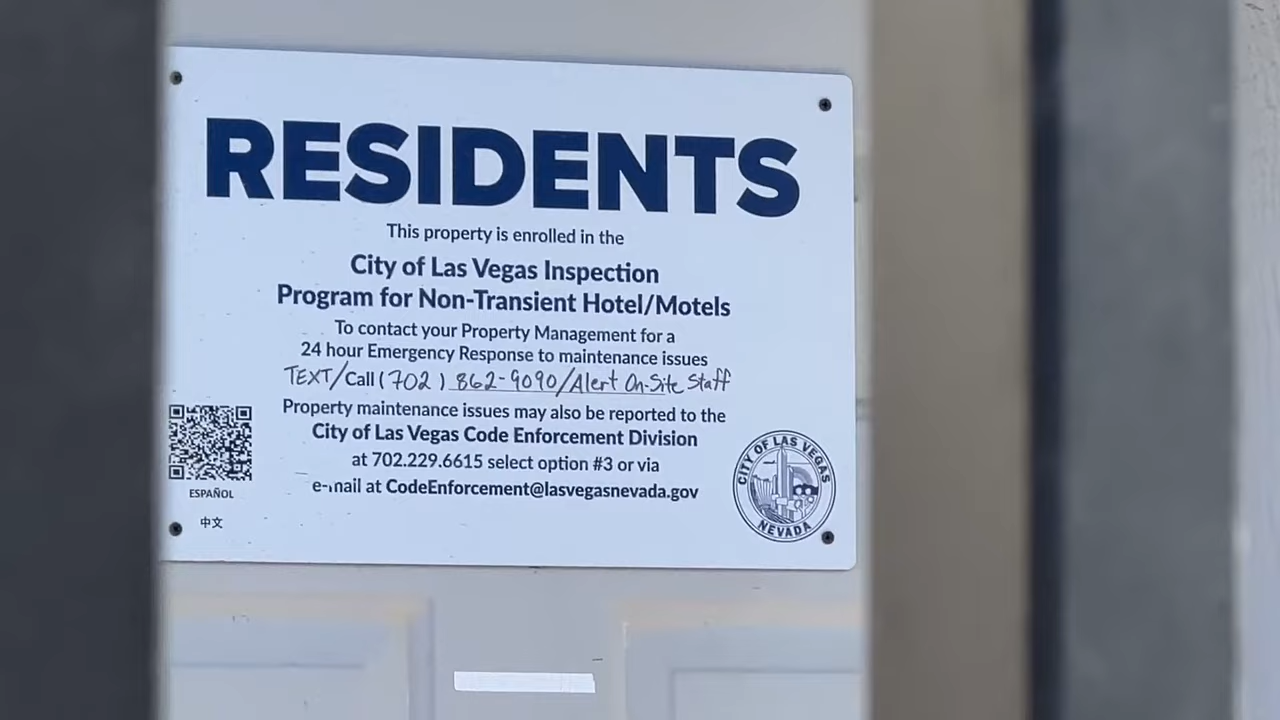 RESIDENTS
This property is enrolled in the
City of Las Vegas Inspection
Program for Non-Transient Hotel/Motels
To contact your Property Management for a
24 hour Emergency Response to maintenance issues
TEXT/Call (702) 862-9090/Alert On-Site Staff
Property maintenance issues may also be reported to the
City of Las Vegas Code Enforcement Division
at 702.229.6615 select option #3 or via
e-mail at CodeEnforcement@lasvegasnevada.gov
ESPAÑOL
中文
CITY OF LAS VEGAS
NEVADA